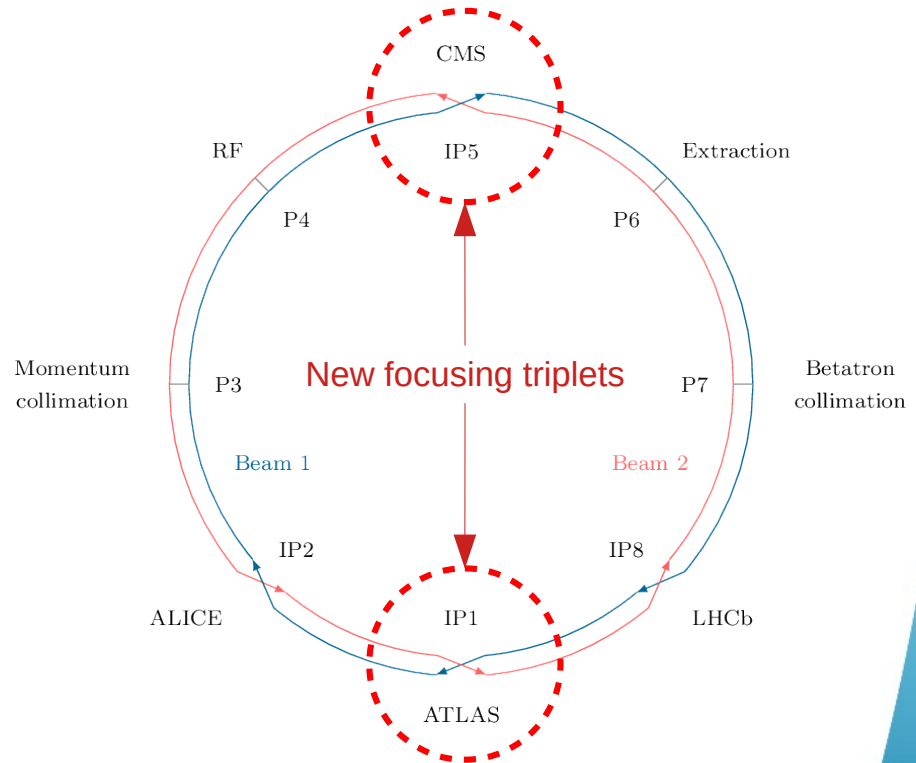 CMS
IP5
RF
Extraction
P4
P6
Momentum
collimation
P3
New focusing triplets
P7
Betatron
collimation
Beam 1
Beam 2
IP2
IP8
ALICE
IP1
LHCb
ATLAS